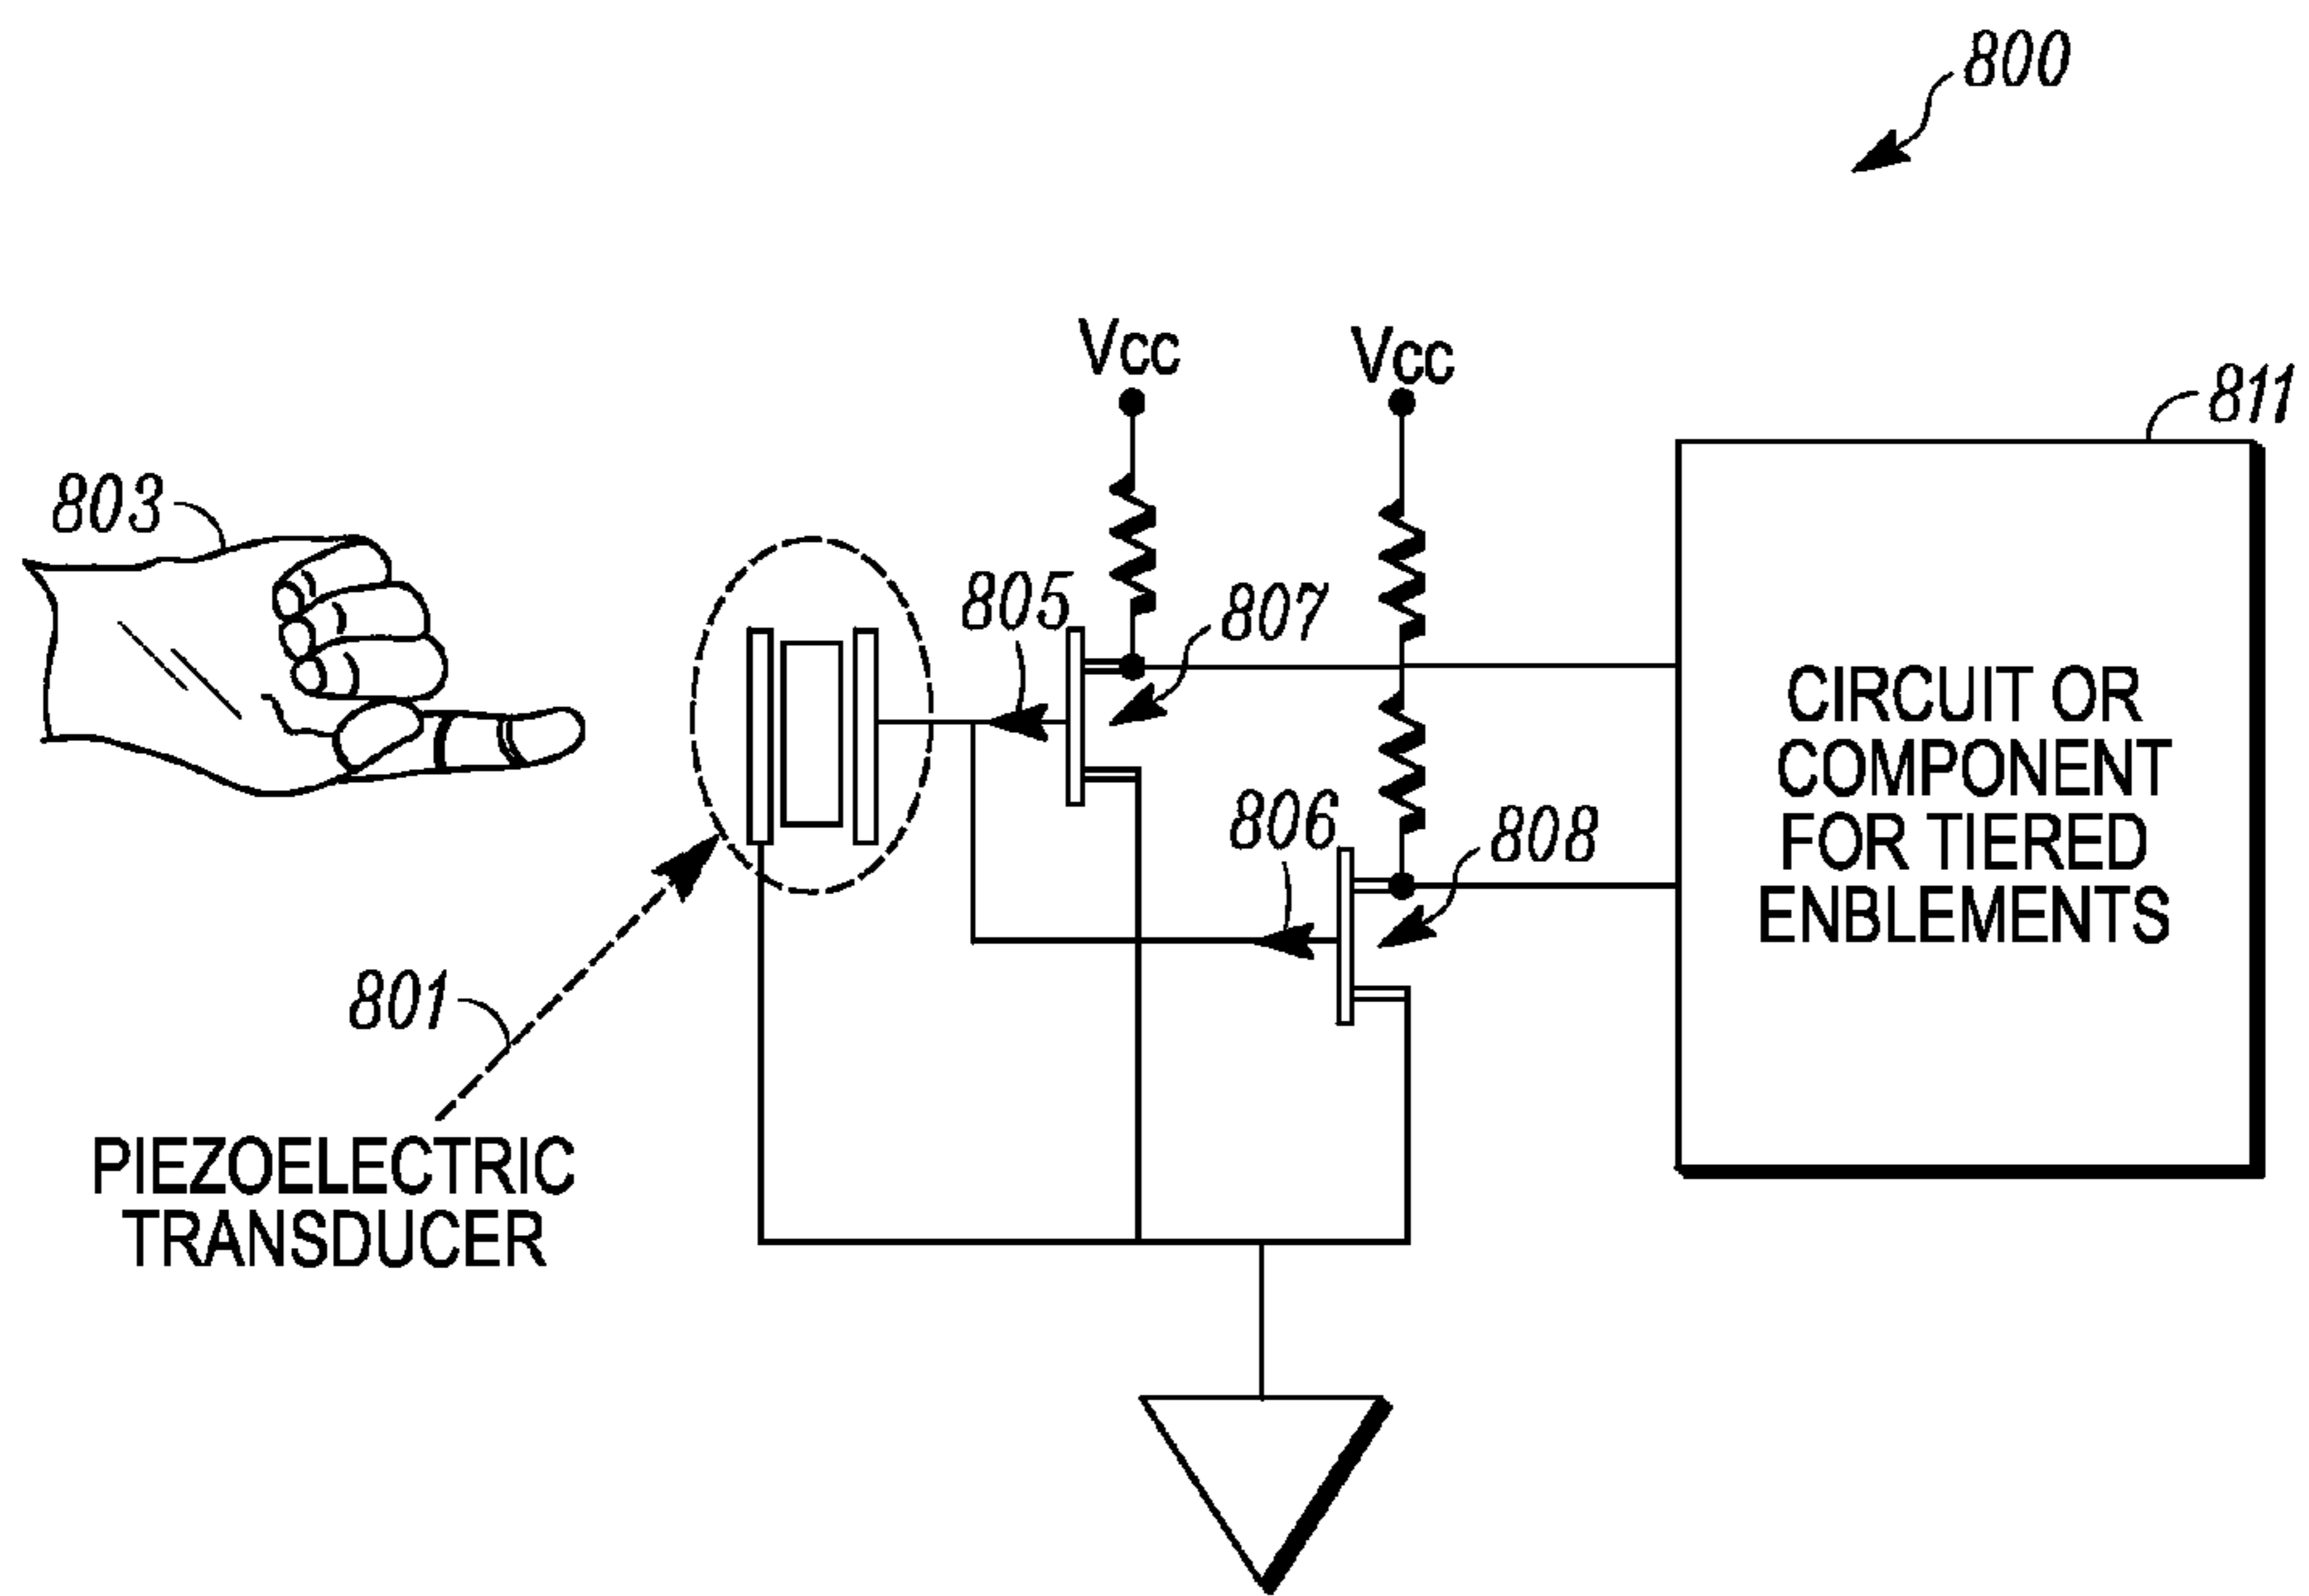 800
Vcc
Vcc
811
803
805
807
CIRCUIT OR
COMPONENT
FOR TIERED
ENBLEMENTS
806
808
801
PIEZOELECTRIC
TRANSDUCER